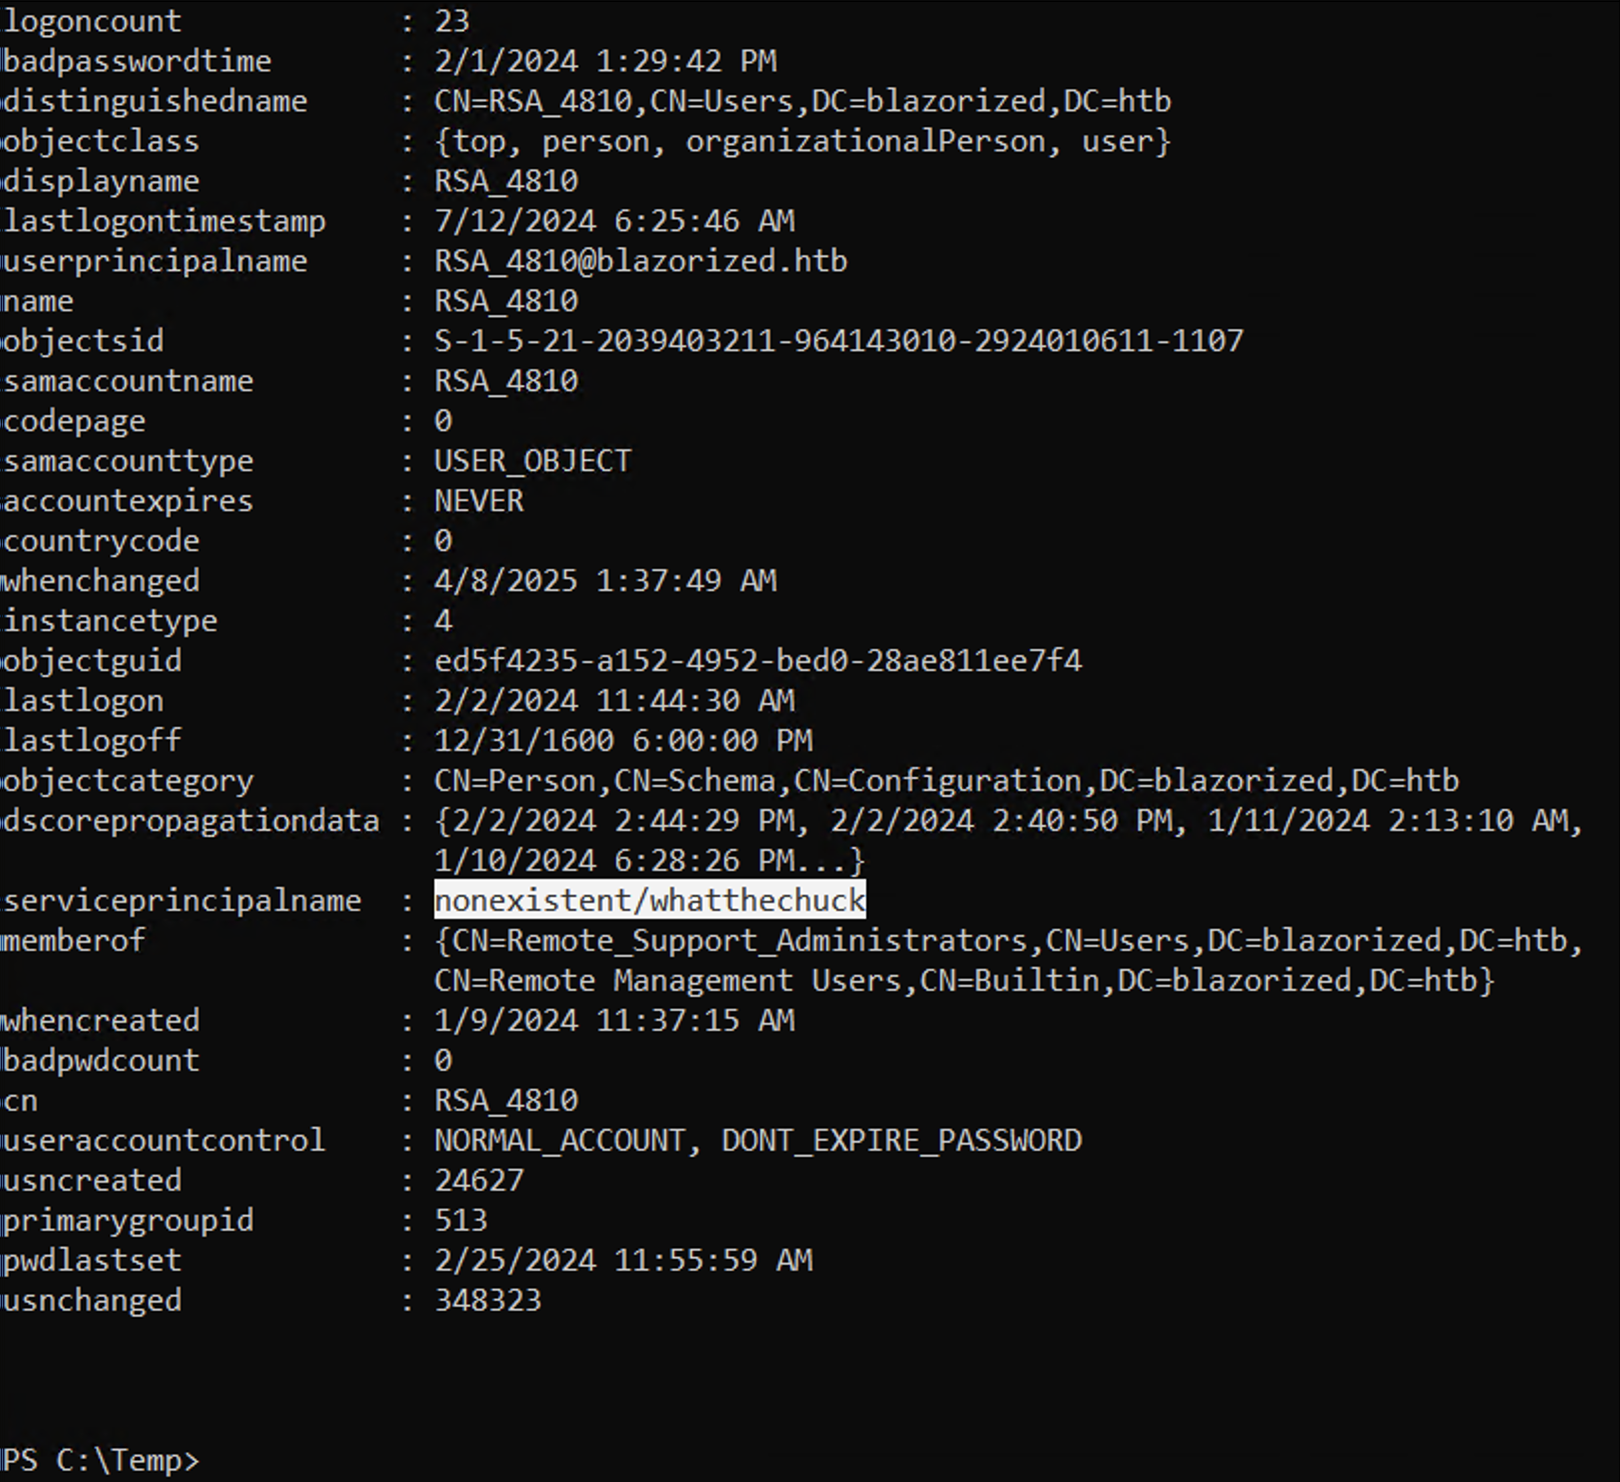 logoncount : 23
badpasswordtime : 2/1/2024 1:29:42 PM
distinguishedname : CN=RSA_4810,CN=Users,DC=blazorized,DC=htb
objectclass : {top, person, organizationalPerson, user}
displayname : RSA_4810
lastlogontimestamp : 7/12/2024 6:25:46 AM
userprincipalname : RSA_4810@blazorized.htb
name : RSA_4810
objectsid : S-1-5-21-2039403211-964143010-2924010611-1107
samaccountname : RSA_4810
codepage : 0
samaccounttype : USER_OBJECT
accountexpires : NEVER
countrycode : 0
whenchanged : 4/8/2025 1:37:49 AM
instancetype : 4
objectguid : ed5f4235-a152-4952-bed0-28ae811ee7f4
lastlogon : 2/2/2024 11:44:30 AM
lastlogoff : 12/31/1600 6:00:00 PM
objectcategory : CN=Person,CN=Schema,CN=Configuration,DC=blazorized,DC=htb
dscorepropagationdata : {2/2/2024 2:44:29 PM, 2/2/2024 2:40:50 PM, 1/11/2024 2:13:10 AM,
1/10/2024 6:28:26 PM...}
serviceprincipalname : nonexistent/whatthechuck
memberof : {CN=Remote_Support_Administrators,CN=Users,DC=blazorized,DC=htb,
CN=Remote Management Users,CN=Builtin,DC=blazorized,DC=htb}
whencreated : 1/9/2024 11:37:15 AM
badpwdcount : 0
cn : RSA_4810
useraccountcontrol : NORMAL_ACCOUNT, DONT_EXPIRE_PASSWORD
usncreated : 24627
primarygroupid : 513
pwdlastset : 2/25/2024 11:55:59 AM
usnchanged : 348323
PS C:\Temp>